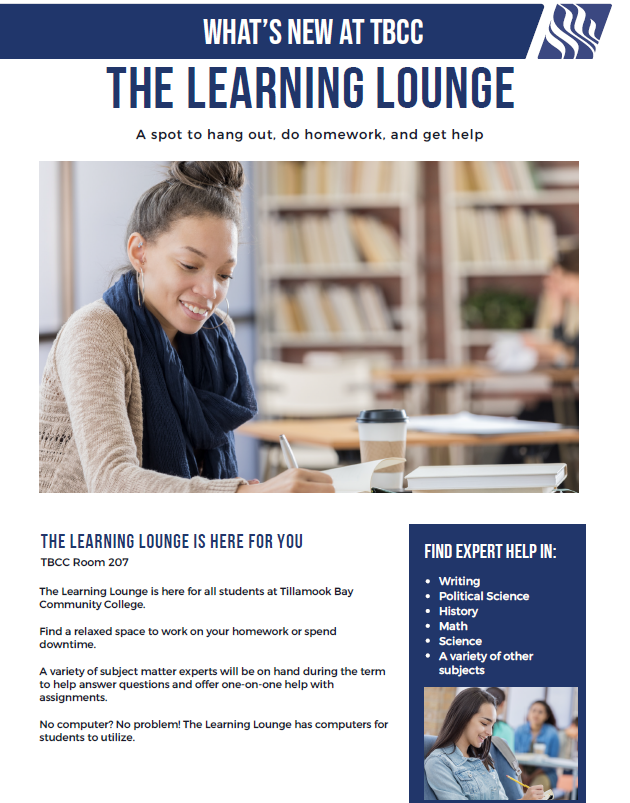 WHAT'S NEW AT TBCC
THE LEARNING LOUNGE
A spot to hang out, do homework, and get help
THE LEARNING LOUNGE IS HERE FOR YOU
TBCC Room 207
The Learning Lounge is here for all students at Tillamook Bay
Community College.
Find a relaxed space to work on your homework or spend
downtime.
A variety of subject matter experts will be on hand during the term
to help answer questions and offer one-on-one help with
assignments.
No computer? No problem! The Learning Lounge has computers for
students to utilize.
FIND EXPERT HELP IN:
• Writing
• Political Science
• History
• Math
• Science
• A variety of other
subjects